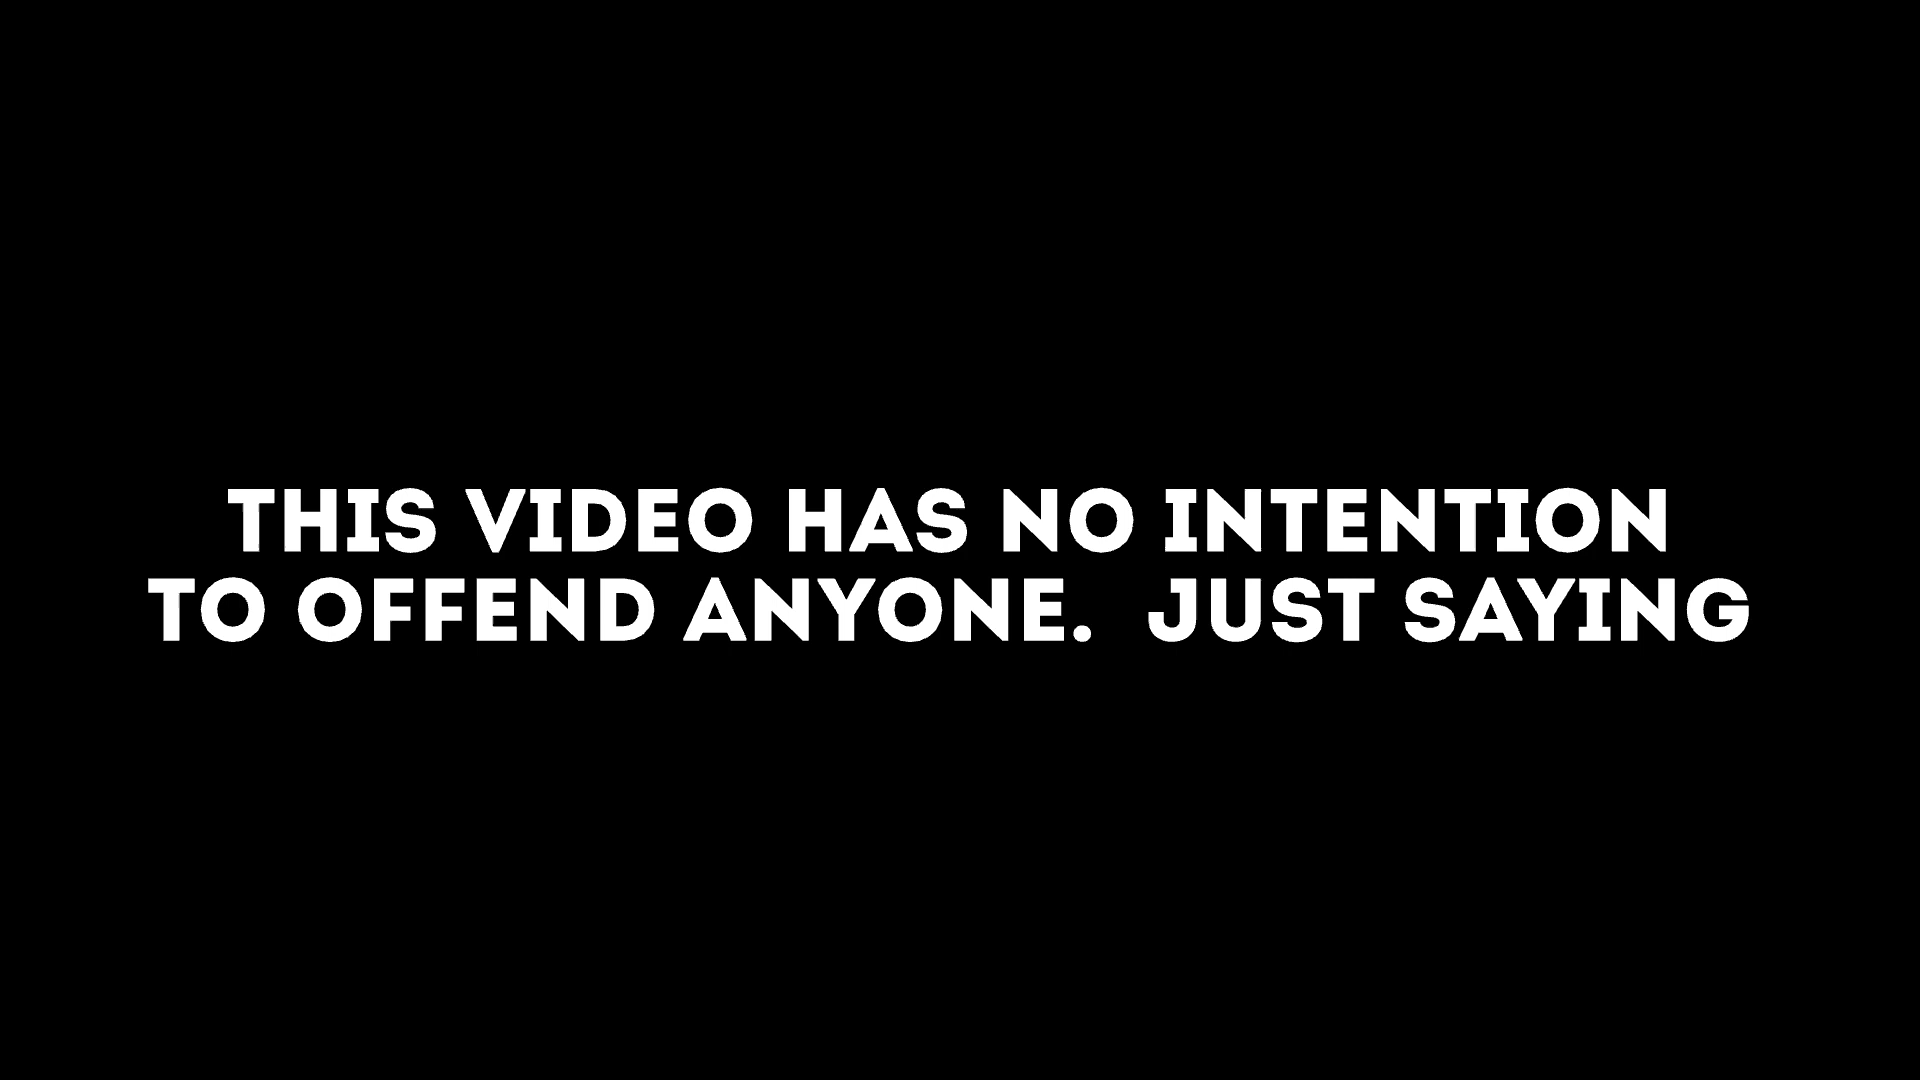 THIS VIDEO HAS NO INTENTION
TO OFFEND ANYONE.  JUST SAYING